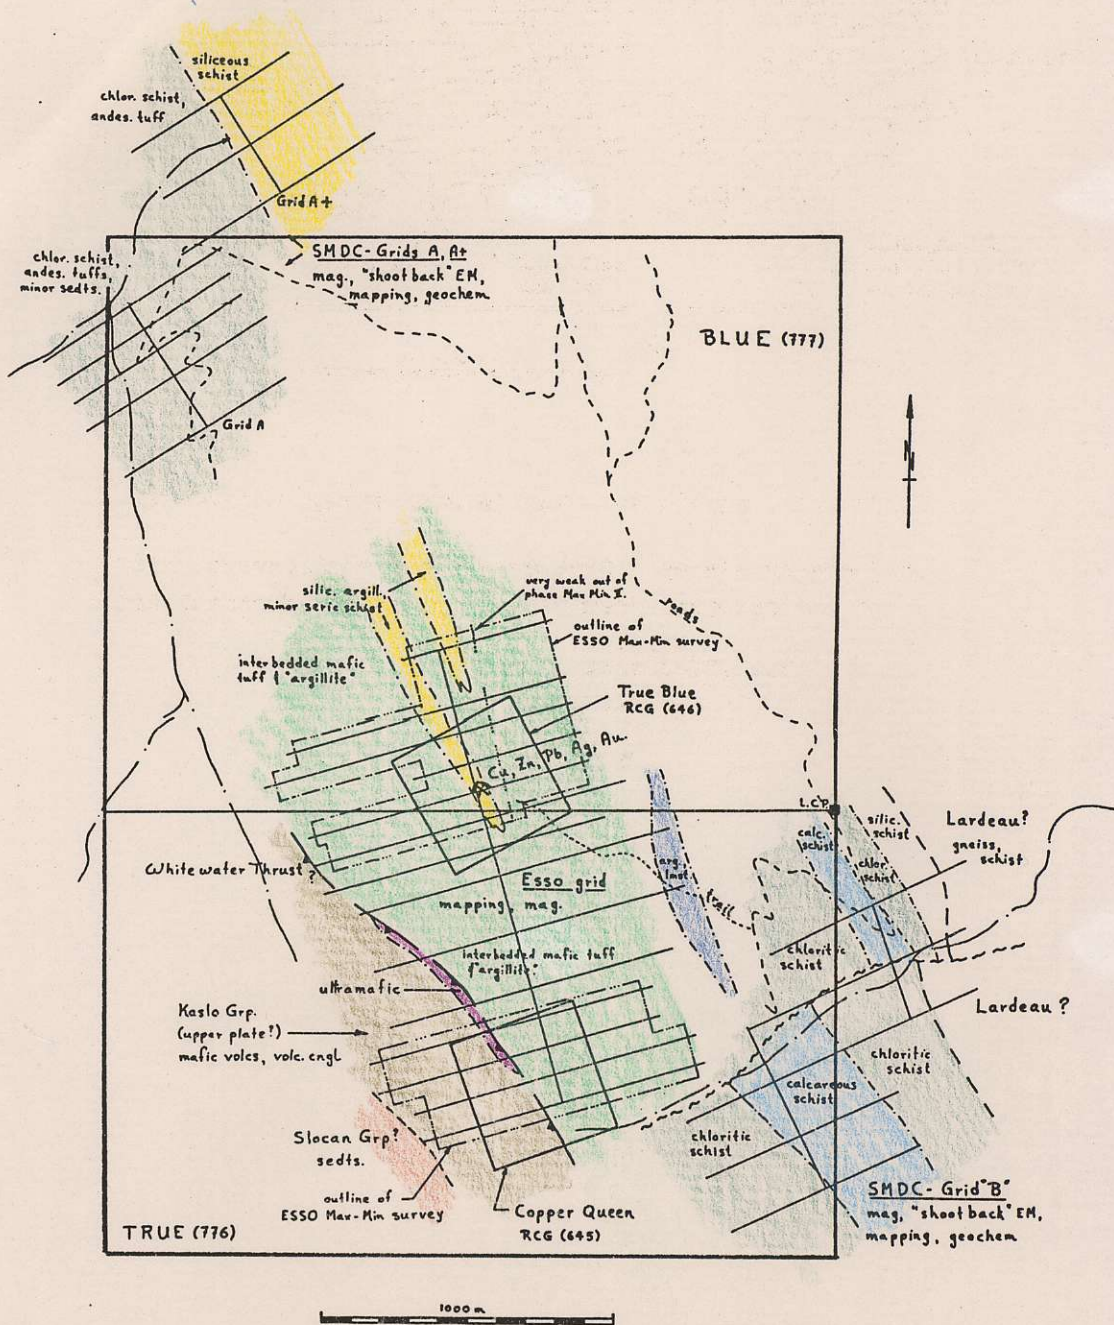 siliceous
schist
chlor. schist,
andes. tuff
Grid A+
chlor. schist,
andes. tuffs,
minor sedts.
SMDC- Grids A, A+
mag., "shoot back" EM,
mapping, geochem
BLUE (777)
Grid A
N
silic. argill.
minor seric schist
very weak out of
phase Max Min II.
roads
outline of
ESSO Max-Min survey
interbedded mafic
tuff & "argillite"
True Blue
RCG (646)
Cu, Zn, Pb, Ag, Au.
L.C.P.
silic.
schist
Lardeau?
gneiss,
schist
calc.
schist
chlor.
schist
White water Thrust?
arg.
lmst
Esso grid
mapping, mag.
trail
interbedded mafic tuff
& "argillite"
chloritic
schist
ultramafic
Kaslo Grp.
(upper plate?)
mafic volcs, volc. cngl
Lardeau ?
chloritic
schist
calcareous
schist
Slocan Grp?
sedts.
chloritic
schist
outline of
ESSO Max-Min survey
Copper Queen
RCG (645)
SMDC- Grid "B"
mag, "shoot back" EM,
mapping, geochem
TRUE (776)
1000 m